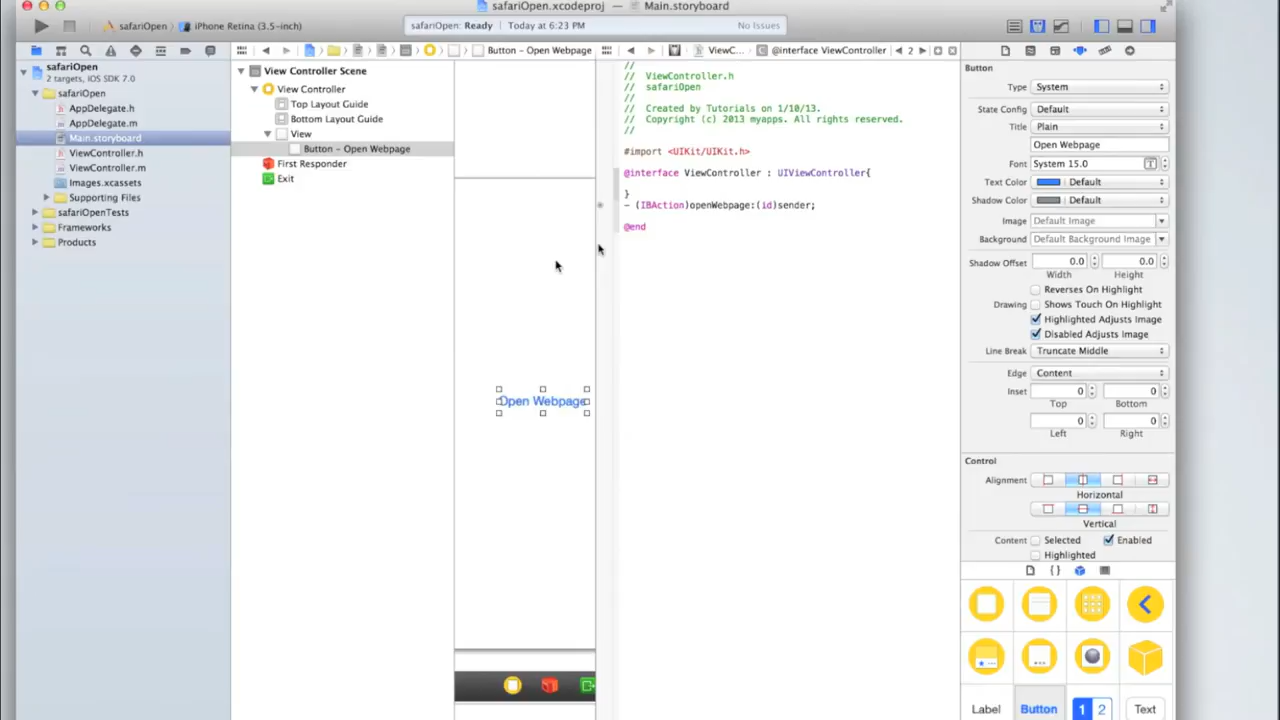 safariOpen.xcodeproj — Main.storyboard
safariOpen
iPhone Retina (3.5-inch)
safariOpen: Ready
Today at 6:23 PM
No Issues
Button - Open Webpage
ViewC...
@interface ViewController
2
safariOpen
2 targets, iOS SDK 7.0
safariOpen
AppDelegate.h
AppDelegate.m
Main.storyboard
ViewController.h
ViewController.m
Images.xcassets
Supporting Files
safariOpenTests
Frameworks
Products
View Controller Scene
View Controller
Top Layout Guide
Bottom Layout Guide
View
Button - Open Webpage
First Responder
Exit
Open Webpage
//
// ViewController.h
// safariOpen
//
// Created by Tutorials on 1/10/13.
// Copyright (c) 2013 myapps. All rights reserved.
//
#import <UIKit/UIKit.h>
@interface ViewController : UIViewController{
}
- (IBAction)openWebpage:(id)sender;
@end
Button
Type System
State Config Default
Title Plain
Open Webpage
Font System 15.0
Text Color Default
Shadow Color Default
Image Default Image
Background Default Background Image
Shadow Offset 0.0 0.0
Width Height
Reverses On Highlight
Drawing Shows Touch On Highlight
Highlighted Adjusts Image
Disabled Adjusts Image
Line Break Truncate Middle
Edge Content
Inset 0 0
Top Bottom
0 0
Left Right
Control
Alignment
Horizontal
Vertical
Content Selected Enabled
Highlighted
Label Button 1 2 Text